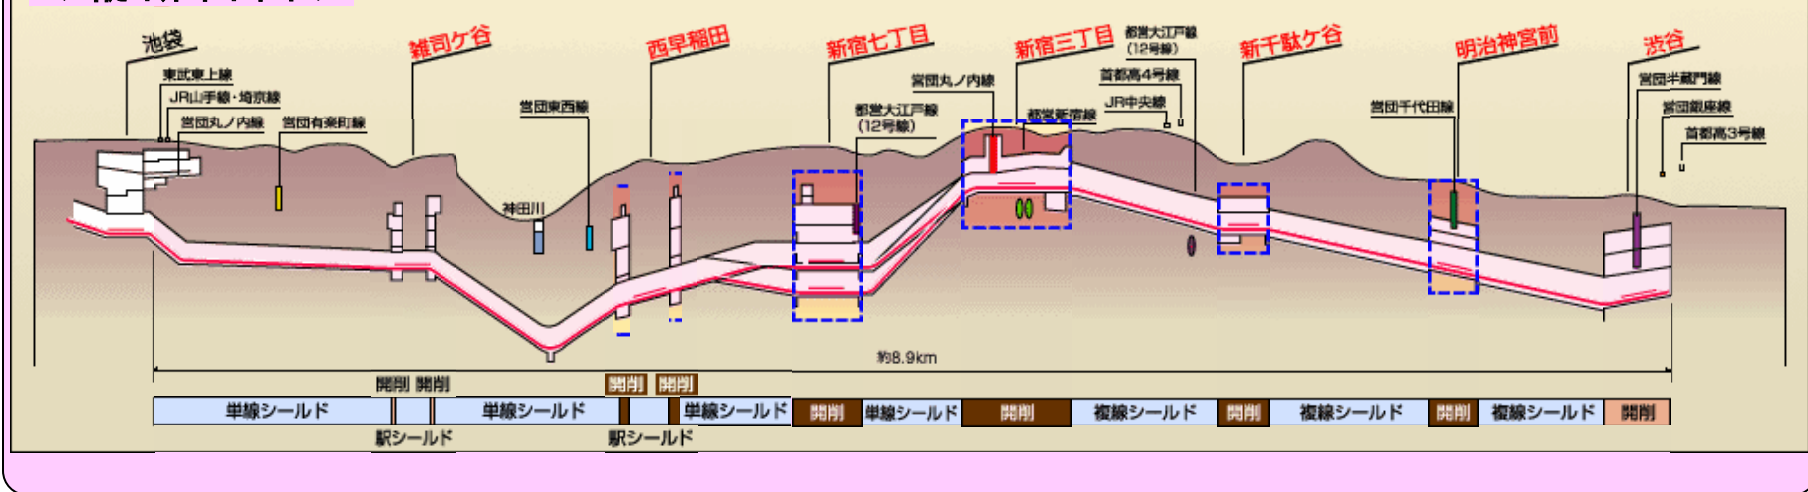 池袋
雑司ケ谷
西早稲田
新宿七丁目
新宿三丁目
都営大江戸線
(12号線)
新千駄ケ谷
明治神宮前
渋谷
東武東上線
JR山手線・埼京線
営団丸ノ内線
営団有楽町線
営団東西線
神田川
都営大江戸線
(12号線)
営団丸ノ内線
都営新宿線
首都高4号線
JR中央線
営団千代田線
営団半蔵門線
営団銀座線
首都高3号線
約8.9km
開削 開削 開削 開削
単線シールド 単線シールド 単線シールド 開削 単線シールド 開削 複線シールド 開削 複線シールド 開削 複線シールド 開削
駅シールド 駅シールド